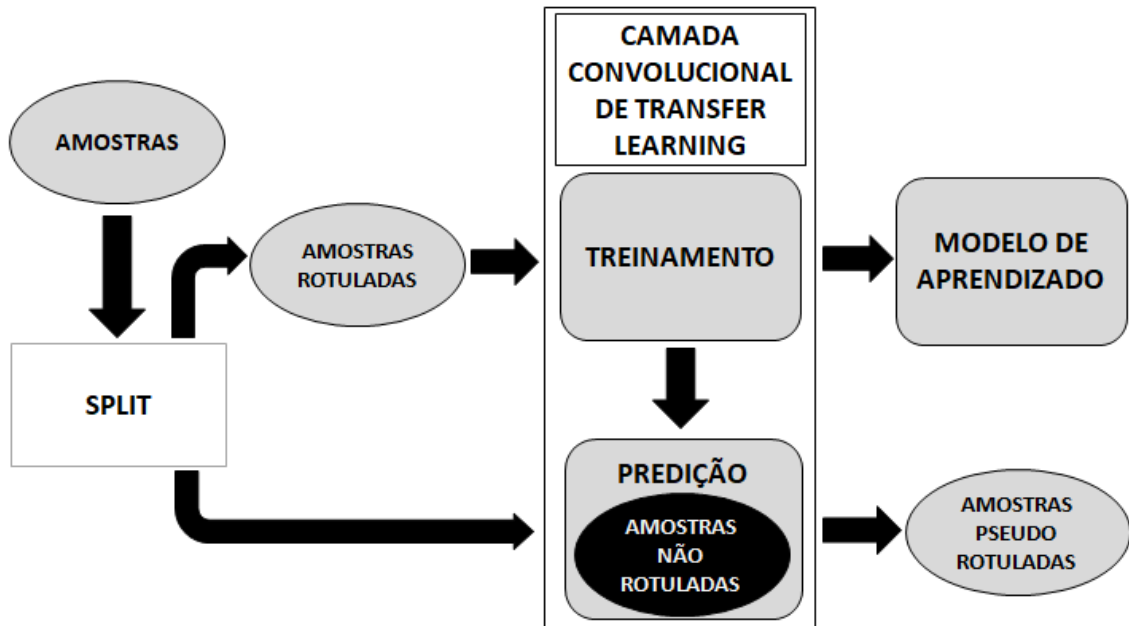 AMOSTRAS
SPLIT
AMOSTRAS
ROTULADAS
CAMADA
CONVOLUCIONAL
DE TRANSFER
LEARNING
TREINAMENTO
MODELO DE
APRENDIZADO
PREDIÇÃO
AMOSTRAS
NÃO
ROTULADAS
AMOSTRAS
PSEUDO
ROTULADAS